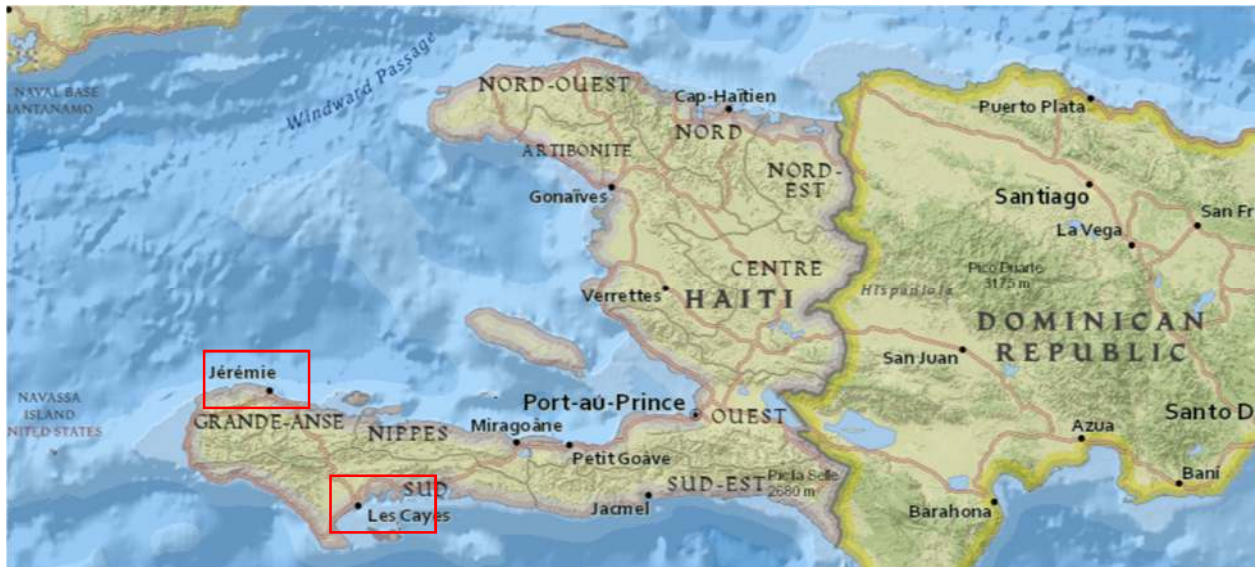 NAVAL BASE
Windward Passage
NORD-OUEST
Cap-Haïtien
Puerto Plata
NORD
ARTIBONITE
NORD-
EST
Gonaïves
Santiago
San Fr
La Vega
CENTRE
Pico Duarte
3175 m
Verrettes
HAITI
Hispaniola
DOMINICAN
REPUBLIC
San Juan
Jérémie
NAVASSA
ISLAND
UNITED STATES
Port-au-Prince
OUEST
Santo D
GRANDE-ANSE
NIPPES
Miragoâne
Azua
Petit Goâve
SUD
SUD-EST
Pic la Selle
2680 m
Bani
Les Cayes
Jacmel
Barahona